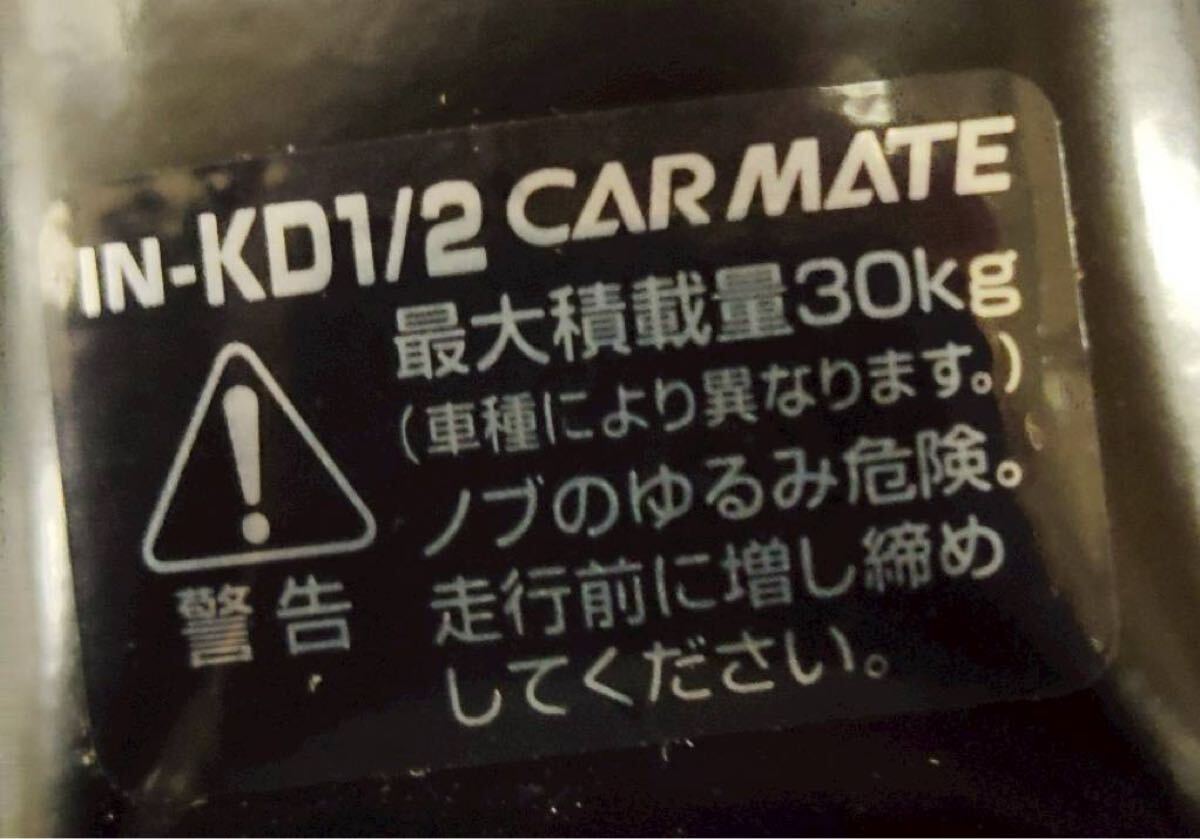 IN-KD1/2 CARMATE
最大積載量30kg
(車種により異なります。)
ノブのゆるみ危険。
走行前に増し締め
してください。
警告